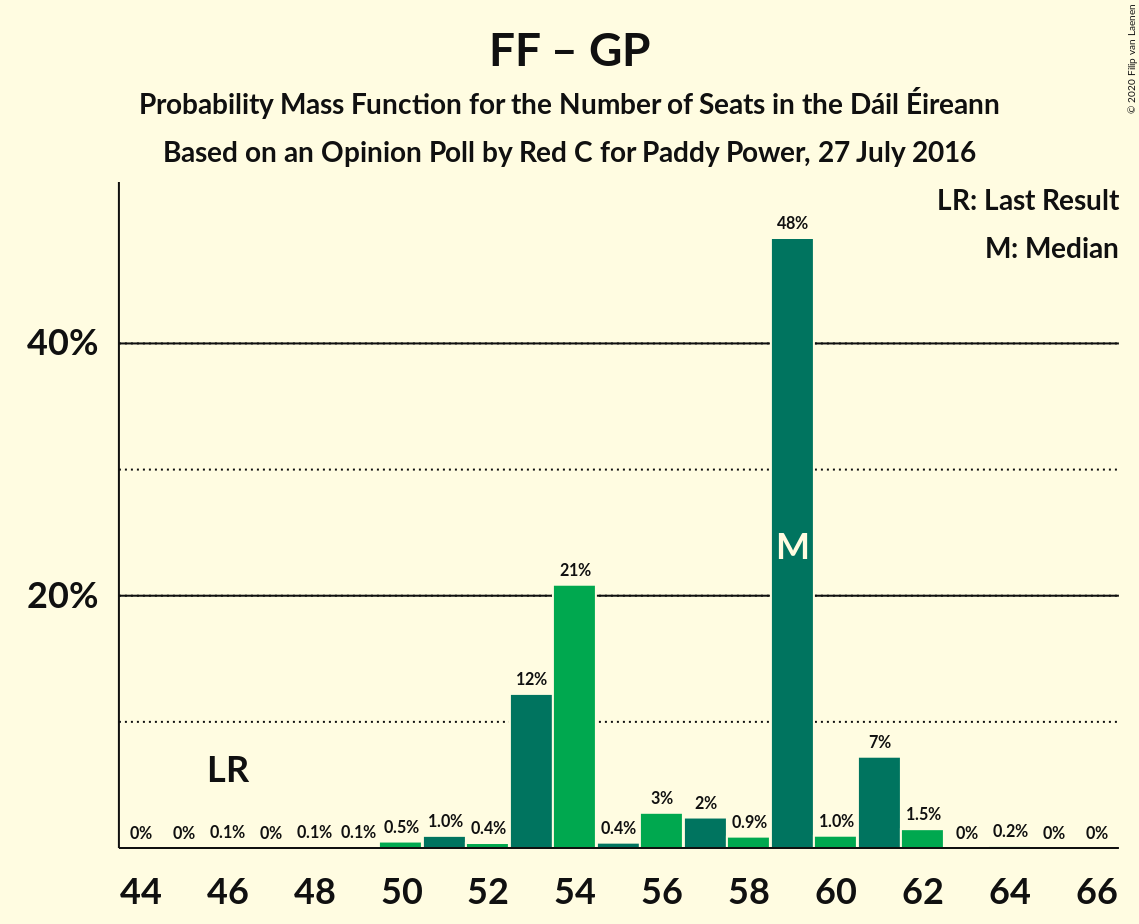 FF – GP
Probability Mass Function for the Number of Seats in the Dáil Éireann
Based on an Opinion Poll by Red C for Paddy Power, 27 July 2016
© 2020 Filip van Laenen
LR: Last Result
M: Median
48%
40%
M
21%
20%
12%
7%
LR
3%
2%
1.5%
0% 0% 0.1% 0% 0.1% 0.1% 0.5% 1.0% 0.4% 0.4% 0.9% 1.0% 0% 0.2% 0% 0%
44 46 48 50 52 54 56 58 60 62 64 66